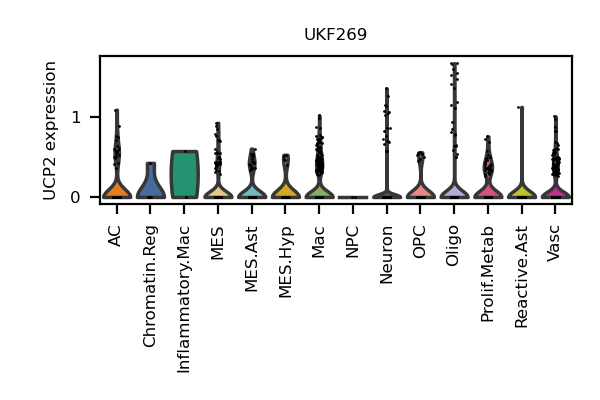 UKF269
UCP2 expression
1
0
AC
Chromatin.Reg
Inflammatory.Mac
MES
MES.Ast
MES.Hyp
Mac
NPC
Neuron
OPC
Oligo
Prolif.Metab
Reactive.Ast
Vasc